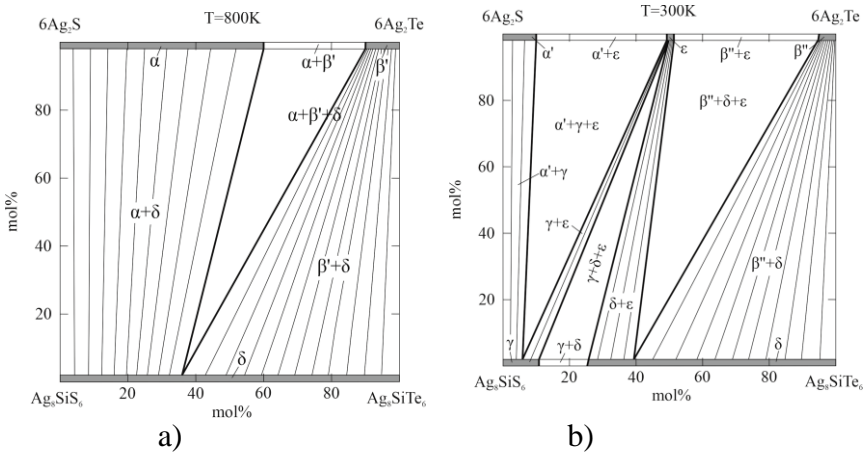 T=800K
6Ag₂S
6Ag₂Te
α
α+β'
β'
α+β'+δ
α+δ
β'+δ
δ
80
60
40
20
mol%
Ag₈SiS₆
20
40
60
80
Ag₈SiTe₆
mol%
a)
T=300K
6Ag₂S
6Ag₂Te
α'
α'+ε
ε
β"+ε
β"
β"+δ+ε
α'+γ+ε
α'+γ
γ+ε
γ+δ+ε
β"+δ
δ+ε
γ
γ+δ
δ
80
60
40
20
mol%
Ag₈SiS₆
20
40
60
80
Ag₈SiTe₆
mol%
b)